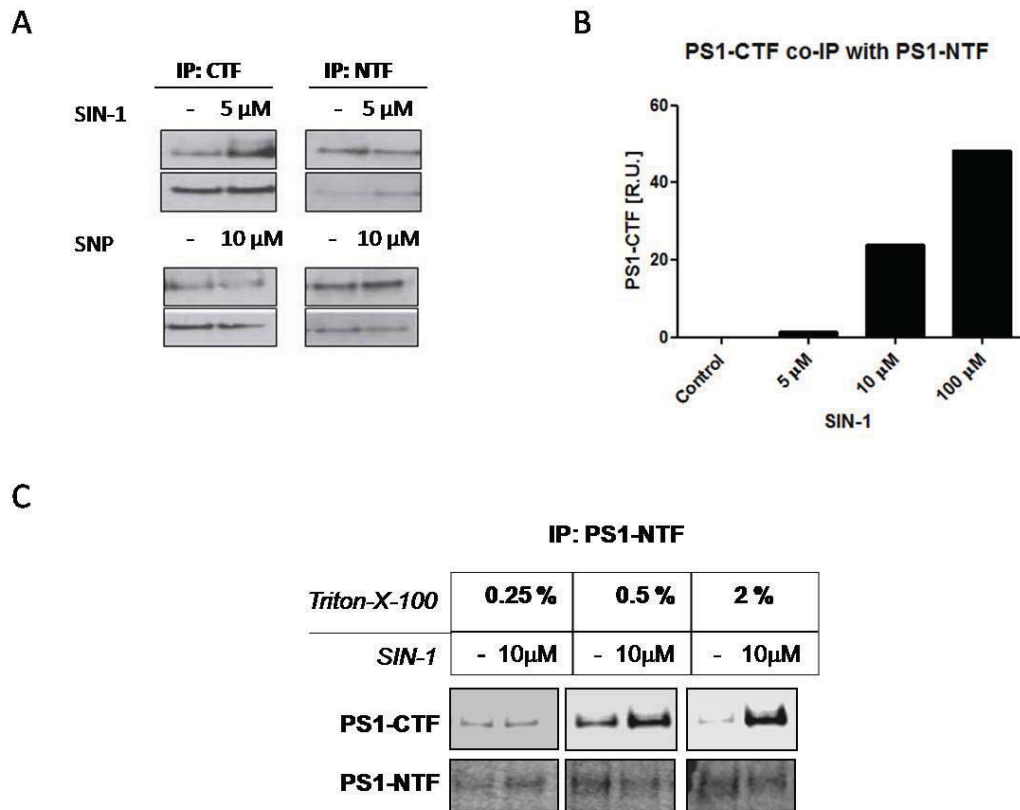 A
IP: CTF IP: NTF
SIN-1 - 5 µM - 5 µM
SNP - 10 µM - 10 µM
B
PS1-CTF co-IP with PS1-NTF
60
40
20
0
PS1-CTF [R.U.]
Control 5 µM 10 µM 100 µM
SIN-1
C
IP: PS1-NTF
Triton-X-100 0.25 % 0.5 % 2 %
SIN-1 - 10µM - 10µM - 10µM
PS1-CTF
PS1-NTF